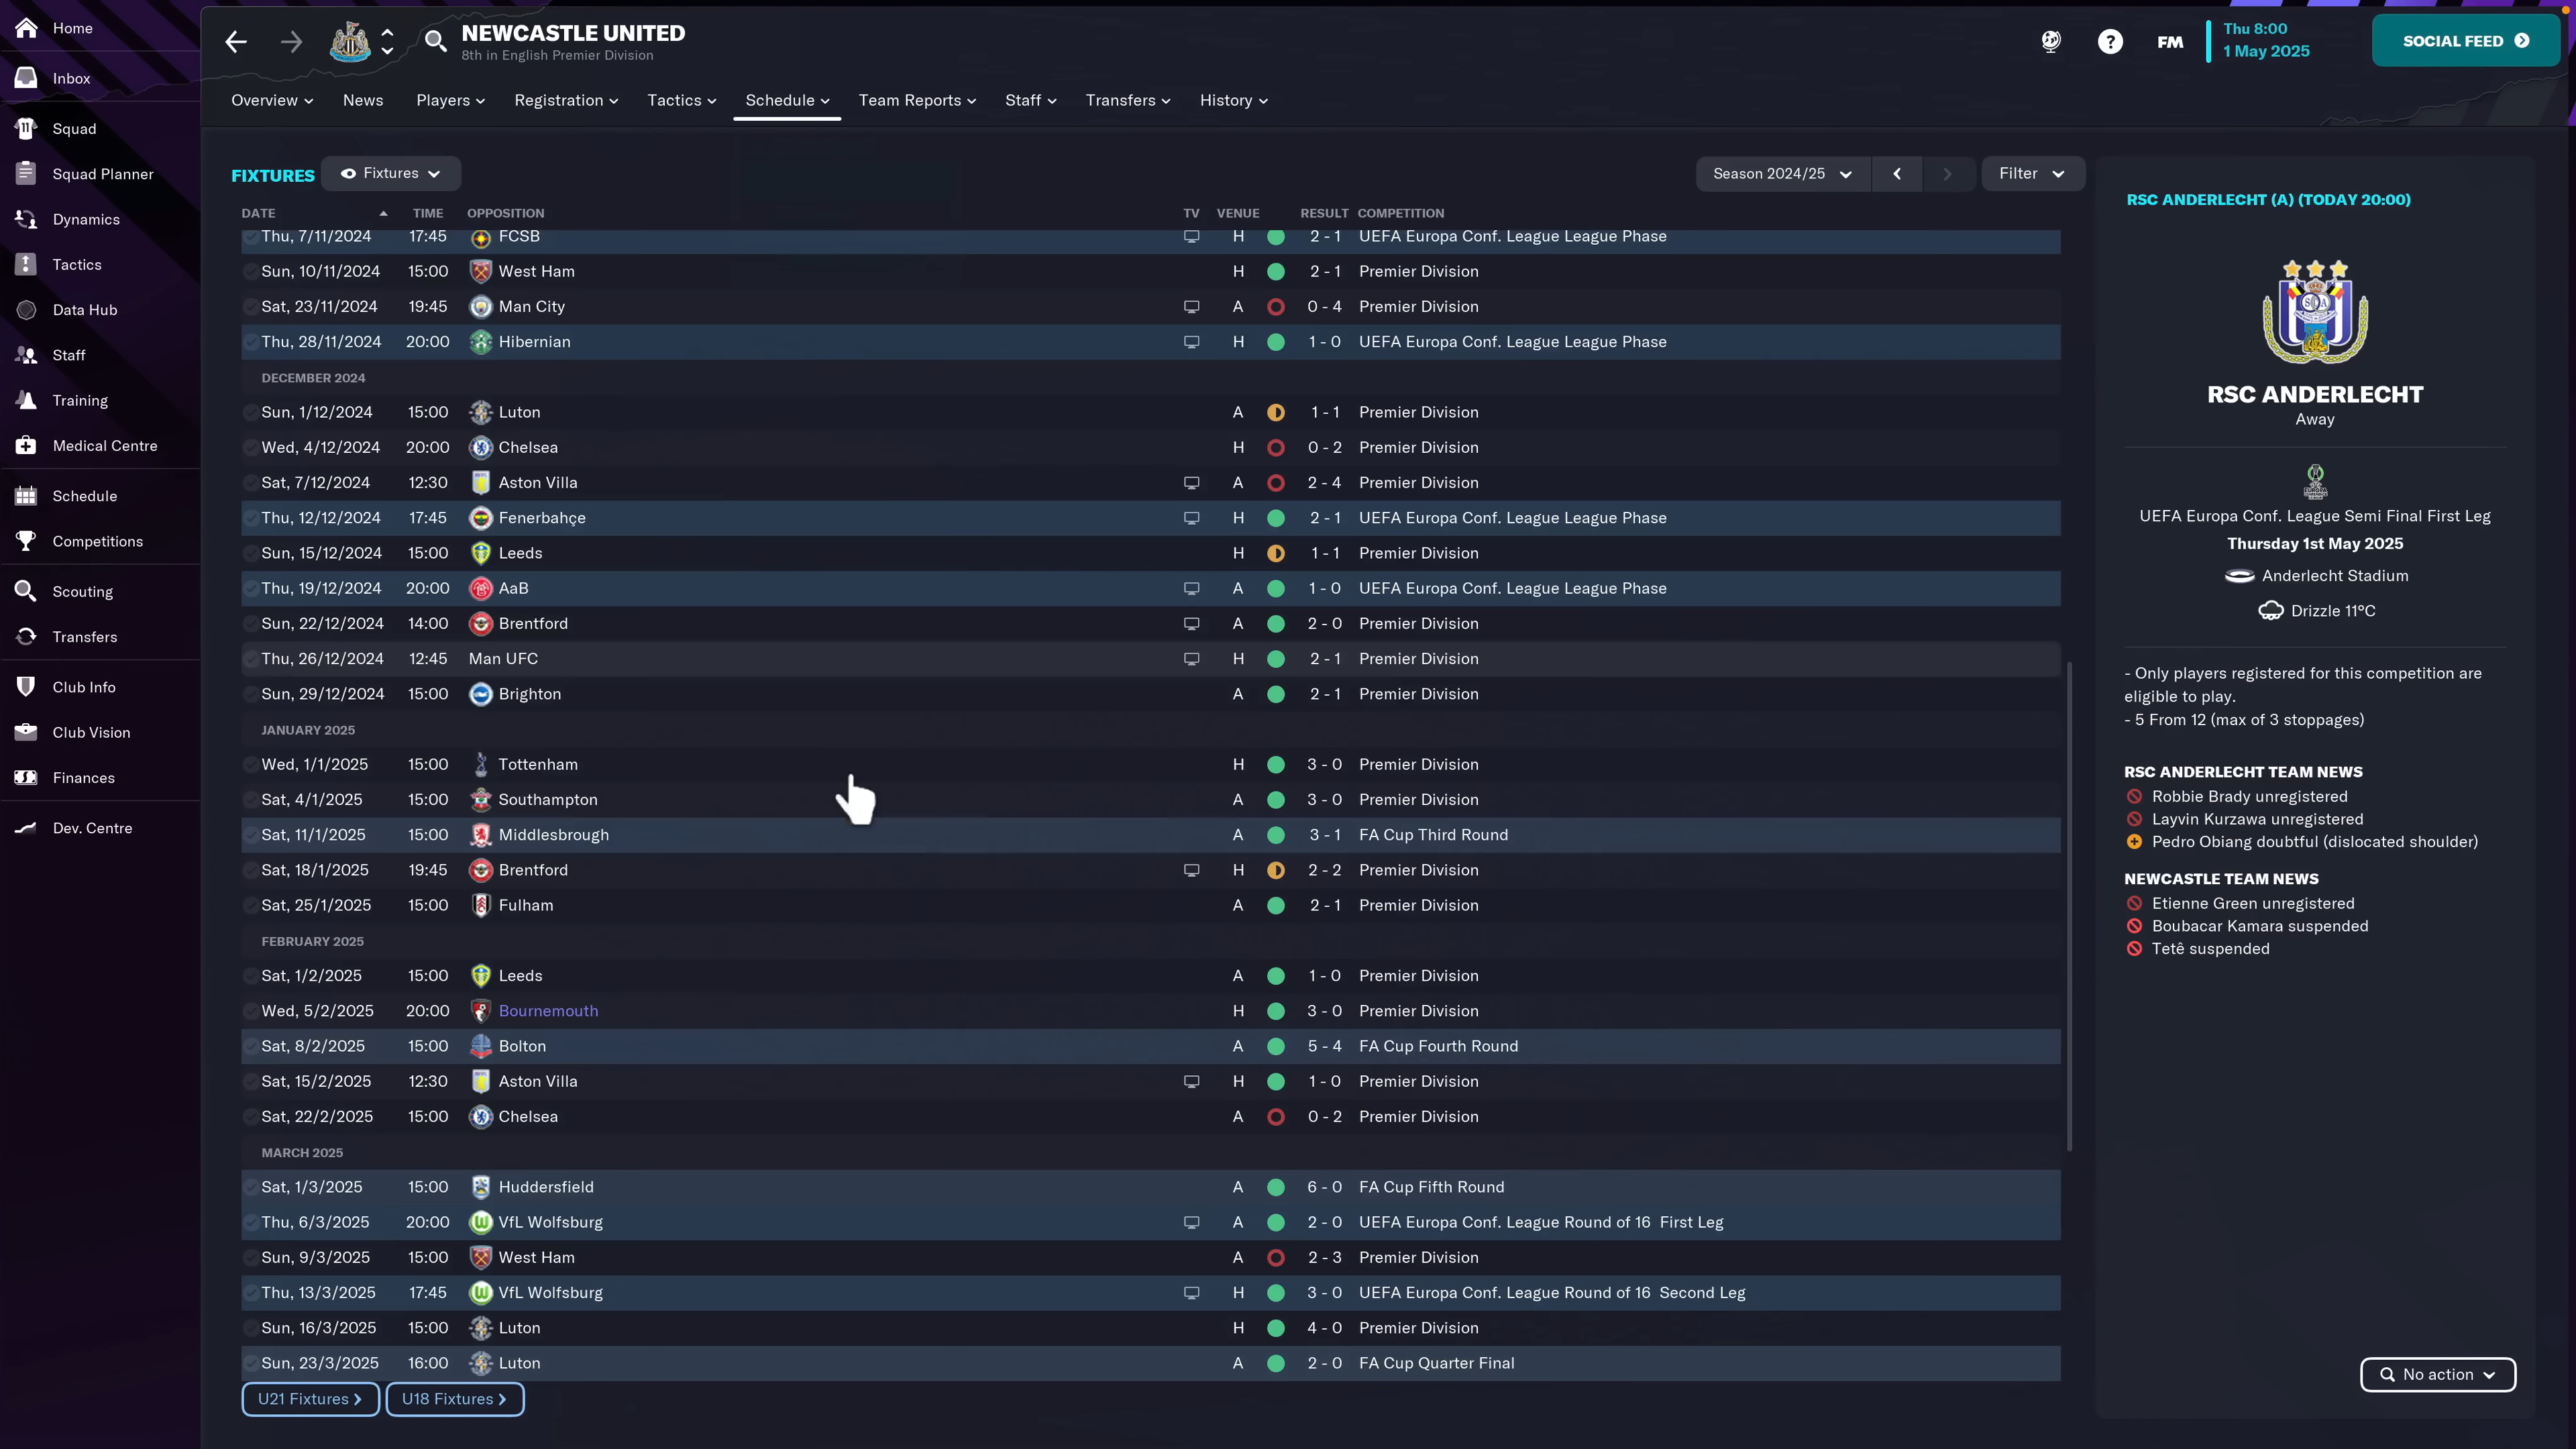 Home
Inbox
Squad
Squad Planner
Dynamics
Tactics
Data Hub
Staff
Training
Medical Centre
Schedule
Competitions
Scouting
Transfers
Club Info
Club Vision
Finances
Dev. Centre
NEWCASTLE UNITED
8th in English Premier Division
FM
Thu 8:00
1 May 2025
SOCIAL FEED
Overview News Players Registration Tactics Schedule Team Reports Staff Transfers History
FIXTURES Fixtures Season 2024/25 Filter
DATE TIME OPPOSITION TV VENUE RESULT COMPETITION
Thu, 7/11/2024 17:45 FCSB H 2 - 1 UEFA Europa Conf. League League Phase
Sun, 10/11/2024 15:00 West Ham H 2 - 1 Premier Division
Sat, 23/11/2024 19:45 Man City A 0 - 4 Premier Division
Thu, 28/11/2024 20:00 Hibernian H 1 - 0 UEFA Europa Conf. League League Phase
DECEMBER 2024
Sun, 1/12/2024 15:00 Luton A 1 - 1 Premier Division
Wed, 4/12/2024 20:00 Chelsea H 0 - 2 Premier Division
Sat, 7/12/2024 12:30 Aston Villa A 2 - 4 Premier Division
Thu, 12/12/2024 17:45 Fenerbahçe H 2 - 1 UEFA Europa Conf. League League Phase
Sun, 15/12/2024 15:00 Leeds H 1 - 1 Premier Division
Thu, 19/12/2024 20:00 AaB A 1 - 0 UEFA Europa Conf. League League Phase
Sun, 22/12/2024 14:00 Brentford A 2 - 0 Premier Division
Thu, 26/12/2024 12:45 Man UFC H 2 - 1 Premier Division
Sun, 29/12/2024 15:00 Brighton A 2 - 1 Premier Division
JANUARY 2025
Wed, 1/1/2025 15:00 Tottenham H 3 - 0 Premier Division
Sat, 4/1/2025 15:00 Southampton A 3 - 0 Premier Division
Sat, 11/1/2025 15:00 Middlesbrough A 3 - 1 FA Cup Third Round
Sat, 18/1/2025 19:45 Brentford H 2 - 2 Premier Division
Sat, 25/1/2025 15:00 Fulham A 2 - 1 Premier Division
FEBRUARY 2025
Sat, 1/2/2025 15:00 Leeds A 1 - 0 Premier Division
Wed, 5/2/2025 20:00 Bournemouth H 3 - 0 Premier Division
Sat, 8/2/2025 15:00 Bolton A 5 - 4 FA Cup Fourth Round
Sat, 15/2/2025 12:30 Aston Villa H 1 - 0 Premier Division
Sat, 22/2/2025 15:00 Chelsea A 0 - 2 Premier Division
MARCH 2025
Sat, 1/3/2025 15:00 Huddersfield A 6 - 0 FA Cup Fifth Round
Thu, 6/3/2025 20:00 VfL Wolfsburg A 2 - 0 UEFA Europa Conf. League Round of 16 First Leg
Sun, 9/3/2025 15:00 West Ham A 2 - 3 Premier Division
Thu, 13/3/2025 17:45 VfL Wolfsburg H 3 - 0 UEFA Europa Conf. League Round of 16 Second Leg
Sun, 16/3/2025 15:00 Luton H 4 - 0 Premier Division
Sun, 23/3/2025 16:00 Luton A 2 - 0 FA Cup Quarter Final
U21 Fixtures U18 Fixtures
RSC ANDERLECHT (A) (TODAY 20:00)
RSC ANDERLECHT
Away
UEFA Europa Conf. League Semi Final First Leg
Thursday 1st May 2025
Anderlecht Stadium
Drizzle 11°C
- Only players registered for this competition are
eligible to play.
- 5 From 12 (max of 3 stoppages)
RSC ANDERLECHT TEAM NEWS
Robbie Brady unregistered
Layvin Kurzawa unregistered
Pedro Obiang doubtful (dislocated shoulder)
NEWCASTLE TEAM NEWS
Etienne Green unregistered
Boubacar Kamara suspended
Tetê suspended
No action